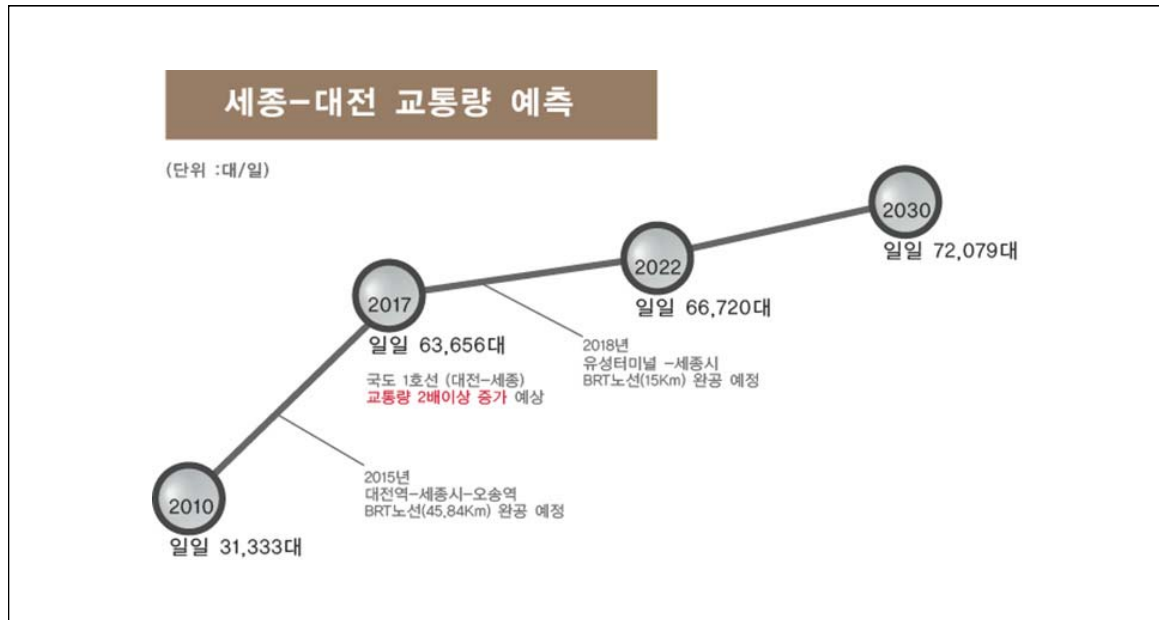 세종-대전 교통량 예측
(단위 :대/일)
2030
일일 72,079대
2022
일일 66,720대
2017
일일 63,656대
국도 1호선 (대전-세종)
교통량 2배이상 증가 예상
2018년
유성터미널 -세종시
BRT노선(15Km) 완공 예정
2015년
대전역-세종시-오송역
BRT노선(45.84Km) 완공 예정
2010
일일 31,333대